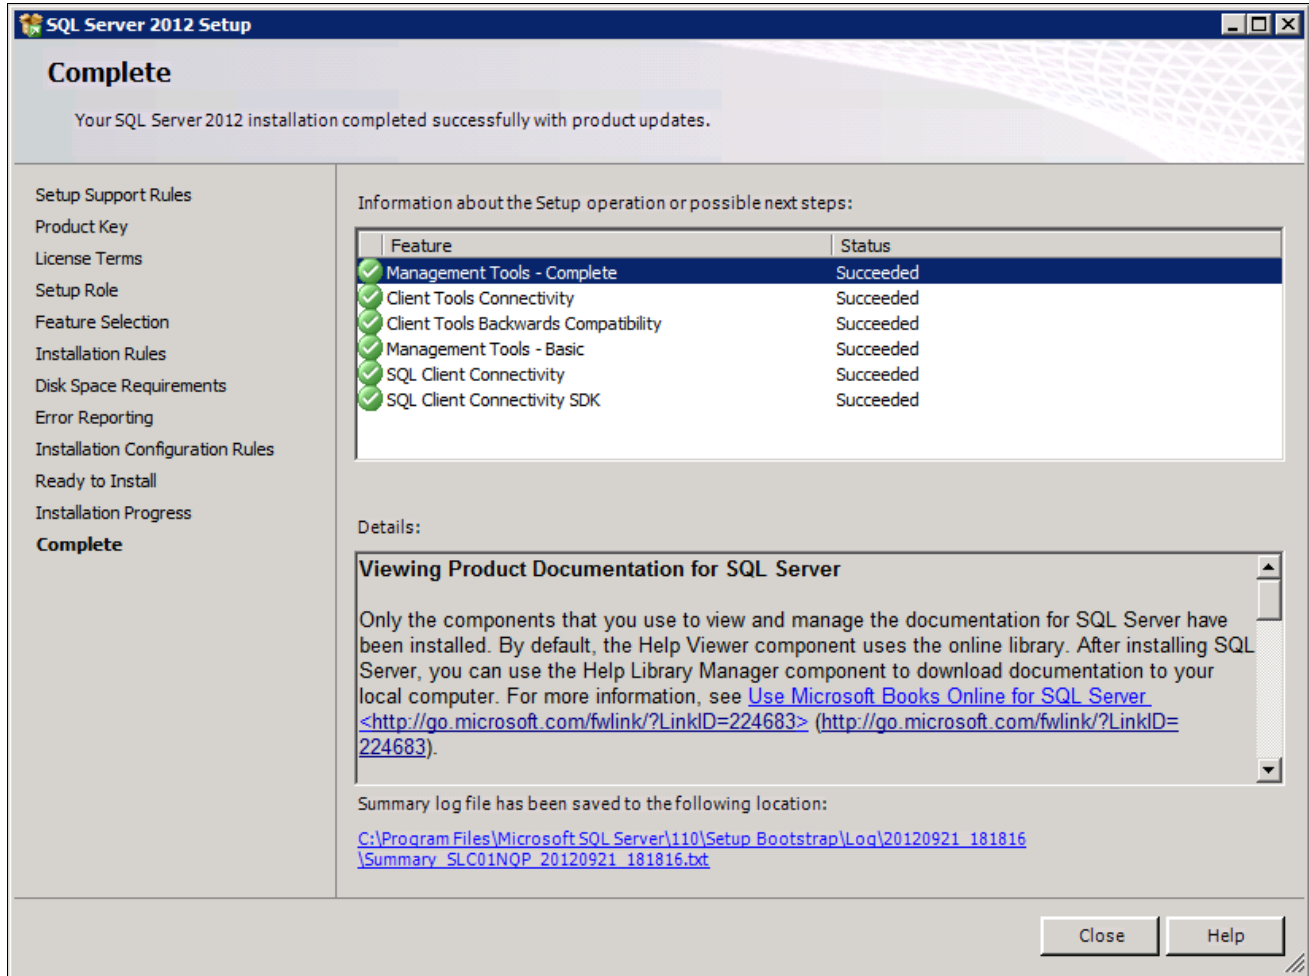 SQL Server 2012 Setup
Complete
Your SQL Server 2012 installation completed successfully with product updates.
Setup Support Rules
Product Key
License Terms
Setup Role
Feature Selection
Installation Rules
Disk Space Requirements
Error Reporting
Installation Configuration Rules
Ready to Install
Installation Progress
Complete
Information about the Setup operation or possible next steps:
Feature Status
Management Tools - Complete Succeeded
Client Tools Connectivity Succeeded
Client Tools Backwards Compatibility Succeeded
Management Tools - Basic Succeeded
SQL Client Connectivity Succeeded
SQL Client Connectivity SDK Succeeded
Details:
Viewing Product Documentation for SQL Server
Only the components that you use to view and manage the documentation for SQL Server have
been installed. By default, the Help Viewer component uses the online library. After installing SQL
Server, you can use the Help Library Manager component to download documentation to your
local computer. For more information, see Use Microsoft Books Online for SQL Server
<http://go.microsoft.com/fwlink/?LinkID=224683> (http://go.microsoft.com/fwlink/?LinkID=
224683).
Summary log file has been saved to the following location:
C:\Program Files\Microsoft SQL Server\110\Setup Bootstrap\Log\20120921_181816
\Summary_SLC01NQP_20120921_181816.txt
Close Help